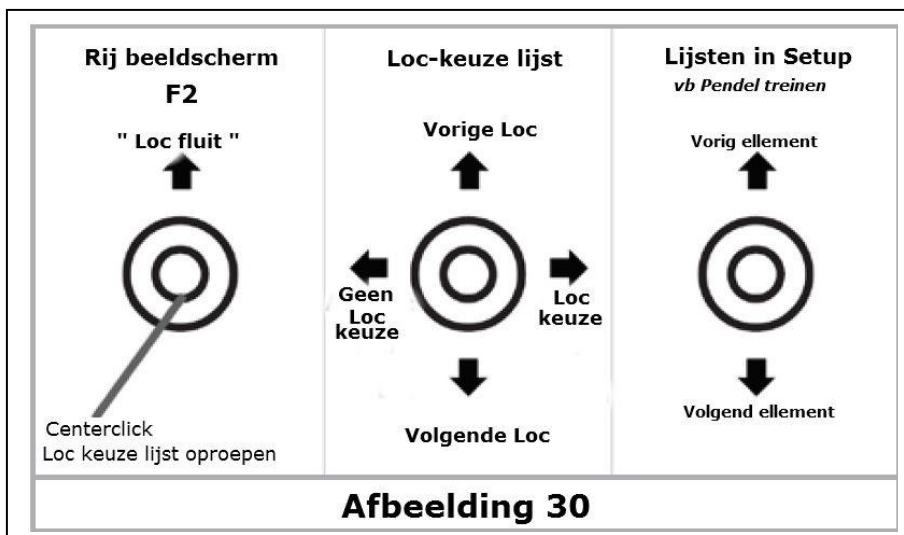 Rij beeldscherm
F2
" Loc fluit "
Centerclick
Loc keuze lijst oproepen
Loc-keuze lijst
Vorige Loc
Geen
Loc
keuze
Loc
keuze
Volgende Loc
Lijsten in Setup
vb Pendel treinen
Vorig ellement
Volgend ellement
Afbeelding 30